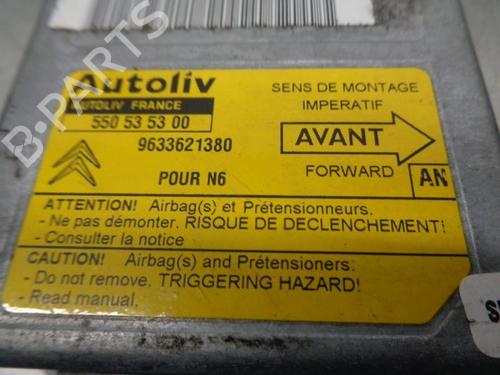 Autoliv
AUTOLIV FRANCE
550 53 53 00
9633621380
POUR N6
SENS DE MONTAGE
IMPERATIF
AVANT
FORWARD
AN
ATTENTION! Airbag(s) et Prétensionneurs.
- Ne pas démonter. RISQUE DE DECLENCHEMENT!
- Consulter la notice
CAUTION! Airbag(s) and Prétensioners:
- Do not remove. TRIGGERING HAZARD!
- Read manual.
B-PARTS